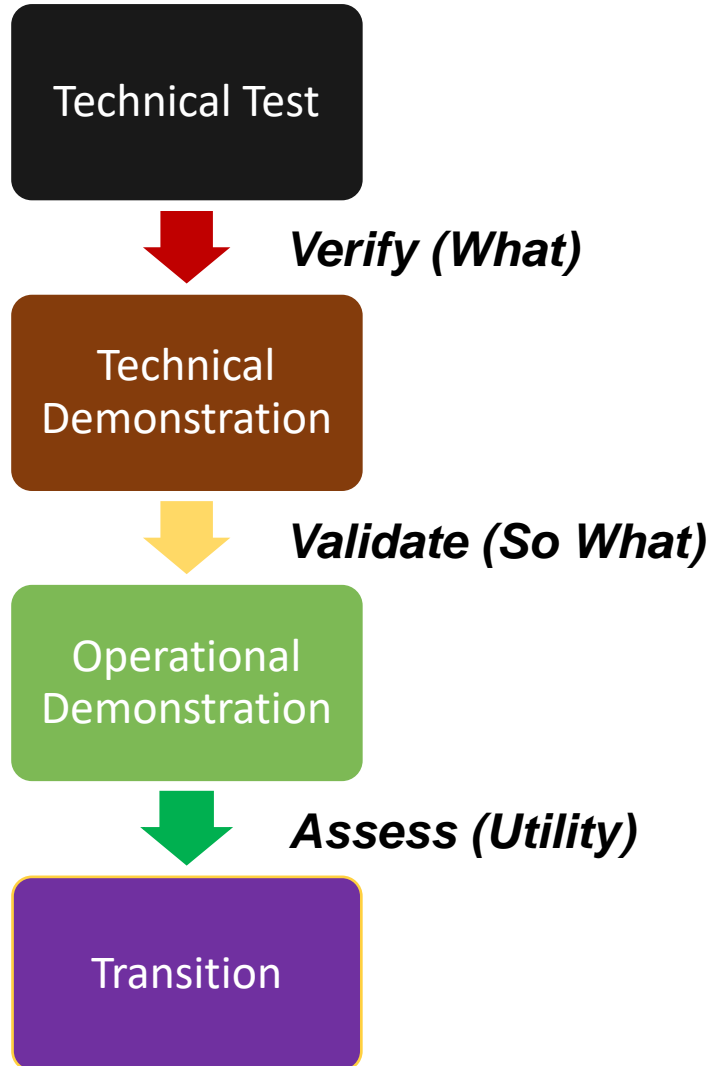 Technical Test
Verify (What)
Technical
Demonstration
Validate (So What)
Operational
Demonstration
Assess (Utility)
Transition